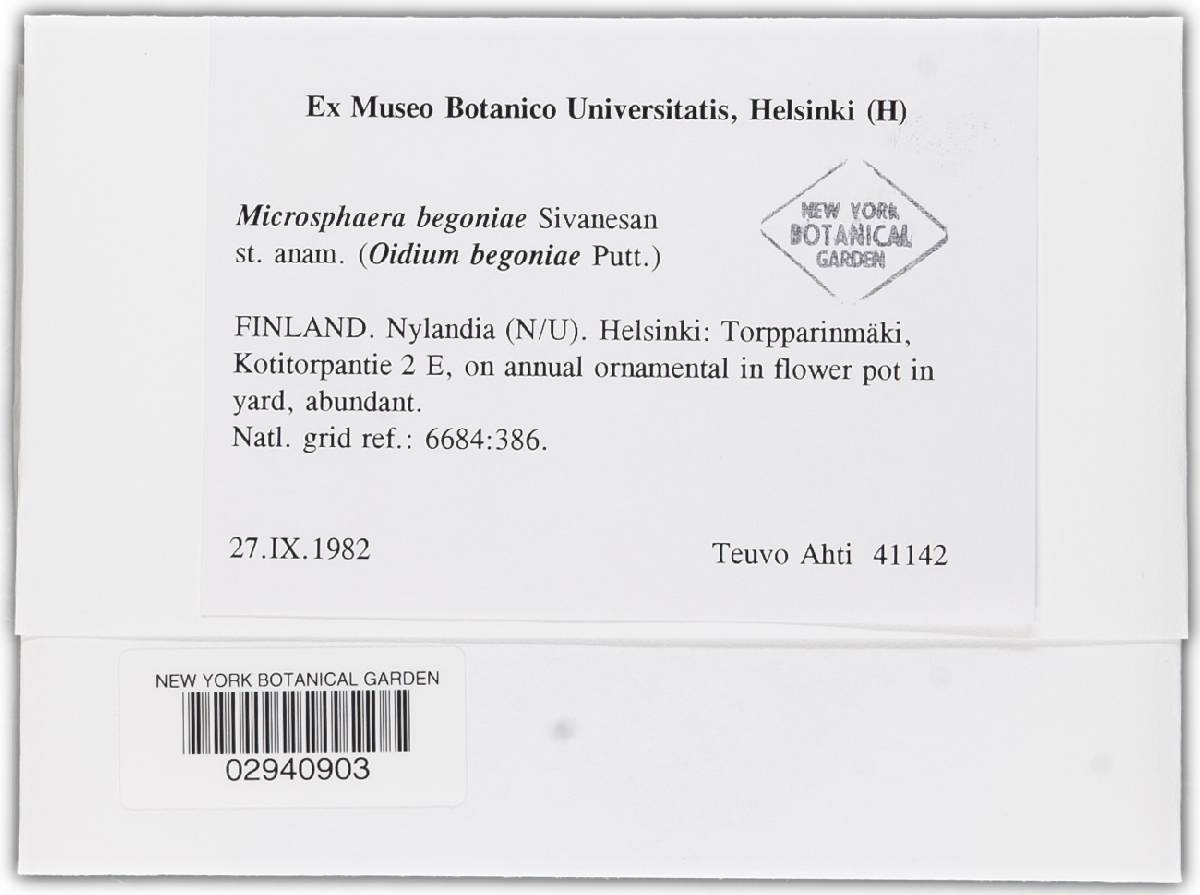 Ex Museo Botanico Universitatis, Helsinki (H)
Microsphaera begoniae Sivanesan
st. anam. (Oidium begoniae Putt.)
NEW YORK
BOTANICAL
GARDEN
FINLAND. Nylandia (N/U). Helsinki: Torpparinmäki,
Kotitorpantie 2 E, on annual ornamental in flower pot in
yard, abundant.
Natl. grid ref.: 6684:386.
27.IX.1982
Teuvo Ahti 41142
NEW YORK BOTANICAL GARDEN
02940903